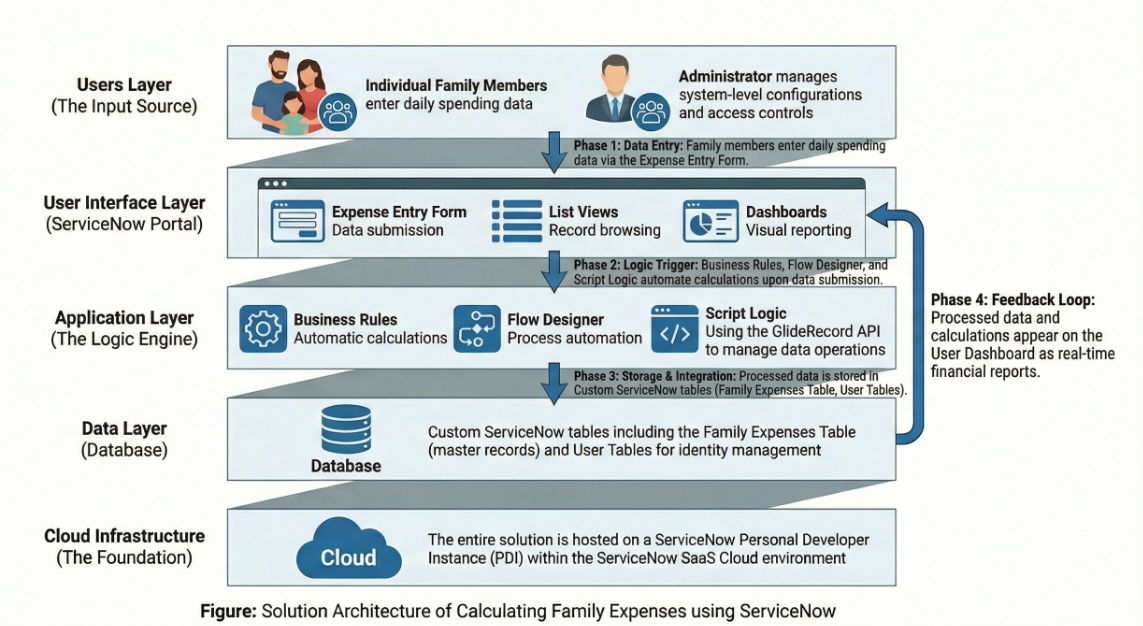 Users Layer
(The Input Source)
Individual Family Members
enter daily spending data
Administrator manages
system-level configurations
and access controls
Phase 1: Data Entry: Family members enter daily spending
data via the Expense Entry Form.
User Interface Layer
(ServiceNow Portal)
Expense Entry Form
Data submission
List Views
Record browsing
Dashboards
Visual reporting
Phase 2: Logic Trigger: Business Rules, Flow Designer, and
Script Logic automate calculations upon data submission.
Application Layer
(The Logic Engine)
Business Rules
Automatic calculations
Flow Designer
Process automation
Script Logic
Using the GlideRecord API
to manage data operations
Phase 4: Feedback Loop:
Processed data and
calculations appear on the
User Dashboard as real-time
financial reports.
Phase 3: Storage & Integration: Processed data is stored in
Custom ServiceNow tables (Family Expenses Table, User Tables).
Data Layer
(Database)
Database
Custom ServiceNow tables including the Family Expenses Table
(master records) and User Tables for identity management
Cloud Infrastructure
(The Foundation)
Cloud
The entire solution is hosted on a ServiceNow Personal Developer
Instance (PDI) within the ServiceNow SaaS Cloud environment
Figure: Solution Architecture of Calculating Family Expenses using ServiceNow